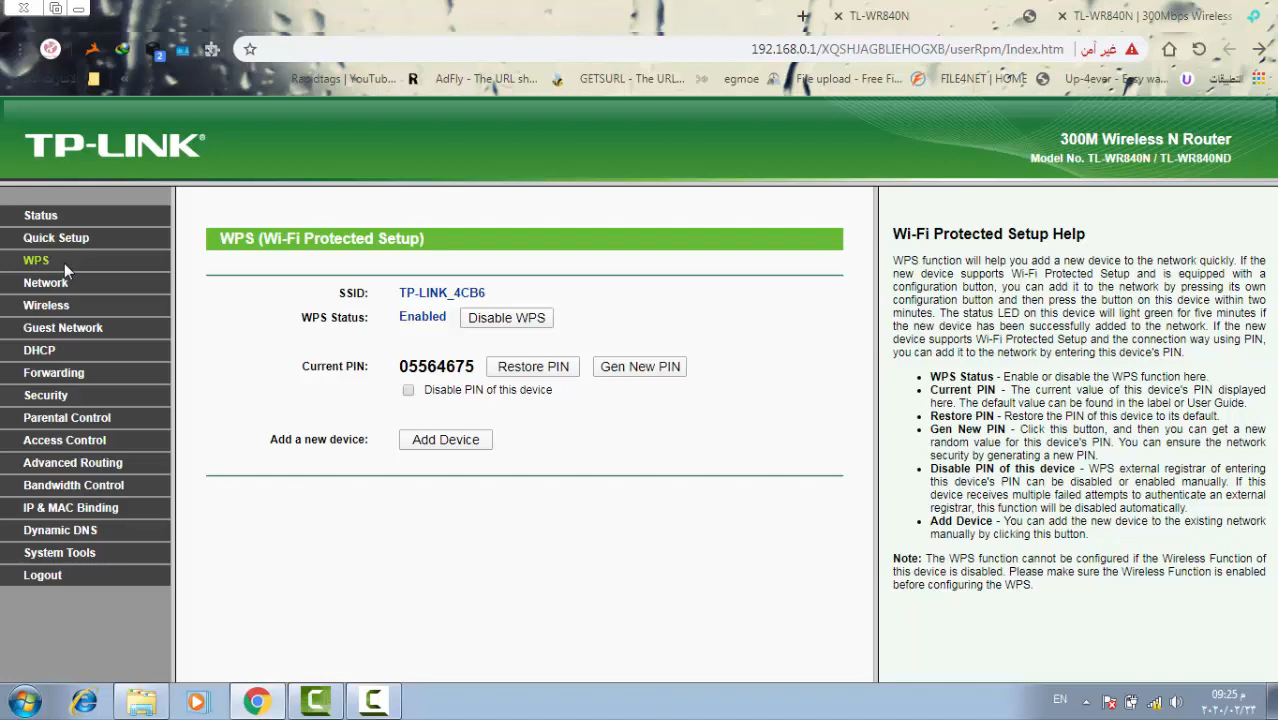 TL-WR840N
TL-WR840N | 300Mbps Wireless
192.168.0.1/XQSHJAGBLIEHOGXB/userRpm/Index.htm
غير آمن
2
Rapidtags | YouTub...
AdFly - The URL sh...
GETSURL - The URL...
egmoe
File upload - Free Fi...
FILE4NET | HOME
Up-4ever - Easy wa...
التطبيقات
TP-LINK®
300M Wireless N Router
Model No. TL-WR840N / TL-WR840ND
Status
Quick Setup
WPS
Network
Wireless
Guest Network
DHCP
Forwarding
Security
Parental Control
Access Control
Advanced Routing
Bandwidth Control
IP & MAC Binding
Dynamic DNS
System Tools
Logout
WPS (Wi-Fi Protected Setup)
SSID: TP-LINK_4CB6
WPS Status: Enabled Disable WPS
Current PIN: 05564675 Restore PIN Gen New PIN
Disable PIN of this device
Add a new device: Add Device
Wi-Fi Protected Setup Help
WPS function will help you add a new device to the network quickly. If the
new device supports Wi-Fi Protected Setup and is equipped with a
configuration button, you can add it to the network by pressing its own
configuration button and then press the button on this device within two
minutes. The status LED on this device will light green for five minutes if
the new device has been successfully added to the network. If the new
device supports Wi-Fi Protected Setup and the connection way using PIN,
you can add it to the network by entering this device's PIN.
• WPS Status - Enable or disable the WPS function here.
• Current PIN - The current value of this device's PIN displayed
here. The default value can be found in the label or User Guide.
• Restore PIN - Restore the PIN of this device to its default.
• Gen New PIN - Click this button, and then you can get a new
random value for this device's PIN. You can ensure the network
security by generating a new PIN.
• Disable PIN of this device - WPS external registrar of entering
this device's PIN can be disabled or enabled manually. If this
device receives multiple failed attempts to authenticate an external
registrar, this function will be disabled automatically.
• Add Device - You can add the new device to the existing network
manually by clicking this button.
Note: The WPS function cannot be configured if the Wireless Function of
this device is disabled. Please make sure the Wireless Function is enabled
before configuring the WPS.
EN
09:25 م
٢٠٢٠/٠٢/٢٣